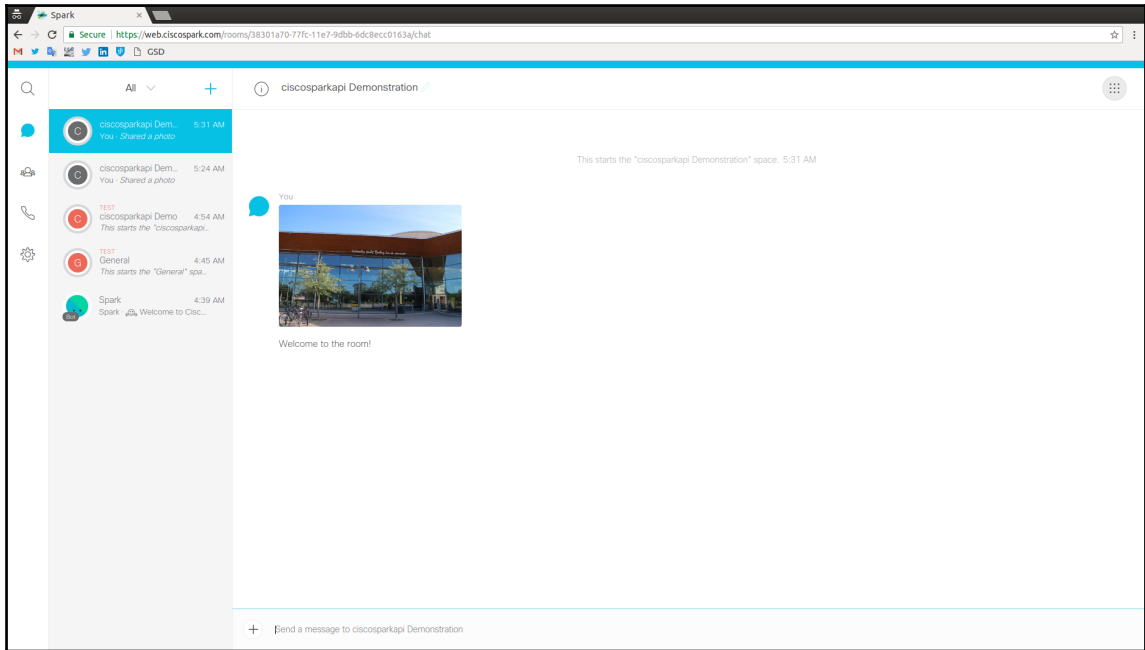 Spark
Secure | https://web.ciscospark.com/rooms/38301a70-77fc-11e7-9dbb-6dc8ecc0163a/chat
GSD
All
ciscosparkapi Demonstration
ciscosparkapi Dem... 5:31 AM
You · Shared a photo
ciscosparkapi Dem... 5:24 AM
You · Shared a photo
TEST
ciscosparkapi Demo 4:54 AM
This starts the "ciscosparkapi...
TEST
General 4:45 AM
This starts the "General" spa...
Spark 4:39 AM
Spark · Welcome to Cisc...
Bot
This starts the "ciscosparkapi Demonstration" space. 5:31 AM
You
Welcome to the room!
Send a message to ciscosparkapi Demonstration